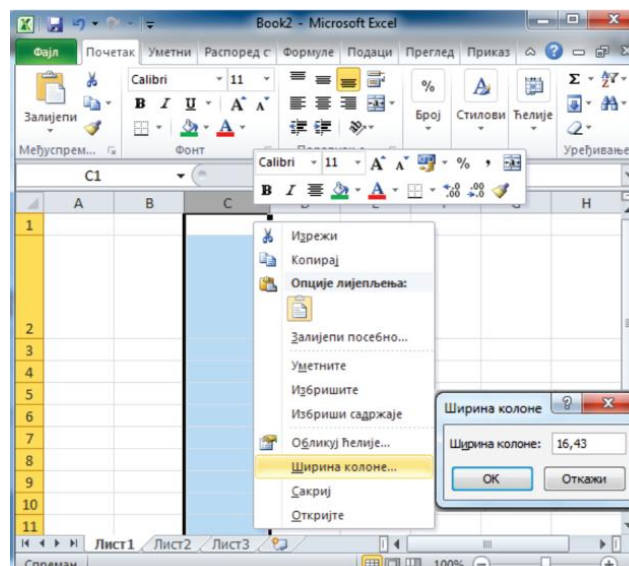 Book2 - Microsoft Excel
Фајл Почетак Уметни Распоред с Формуле Подаци Преглед Приказ
Залијепи
Calibri 11
B I U A A
%
Број Стилови Ћелије
Σ
Међуспрем... Фонт Уређивање
C1
Calibri 11 A A %
B I A
A B C H
1
2
3
4
5
6
7
8
9
10
11
Изрежи
Копирај
Опције лијепљења:
Залијепи посебно...
Уметните
Избришите
Избриши садржаје
Обликуј ћелије...
Ширина колоне...
Сакриј
Откријте
Ширина колоне
Ширина колоне: 16,43
OK Откажи
Лист1 Лист2 Лист3
Спреман 100%